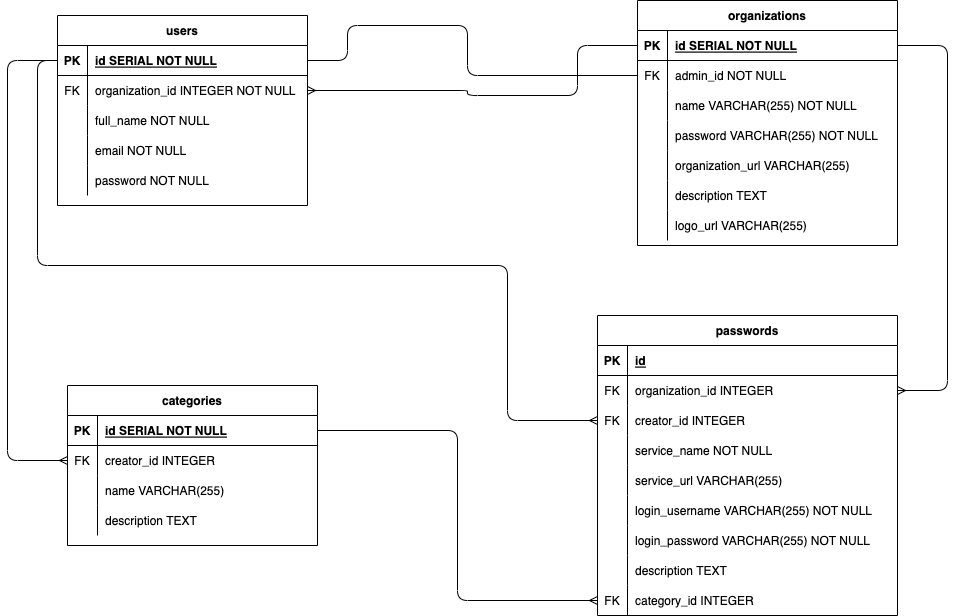 users
PK id SERIAL NOT NULL
FK organization_id INTEGER NOT NULL
full_name NOT NULL
email NOT NULL
password NOT NULL
organizations
PK id SERIAL NOT NULL
FK admin_id NOT NULL
name VARCHAR(255) NOT NULL
password VARCHAR(255) NOT NULL
organization_url VARCHAR(255)
description TEXT
logo_url VARCHAR(255)
categories
PK id SERIAL NOT NULL
FK creator_id INTEGER
name VARCHAR(255)
description TEXT
passwords
PK id
FK organization_id INTEGER
FK creator_id INTEGER
service_name NOT NULL
service_url VARCHAR(255)
login_username VARCHAR(255) NOT NULL
login_password VARCHAR(255) NOT NULL
description TEXT
FK category_id INTEGER